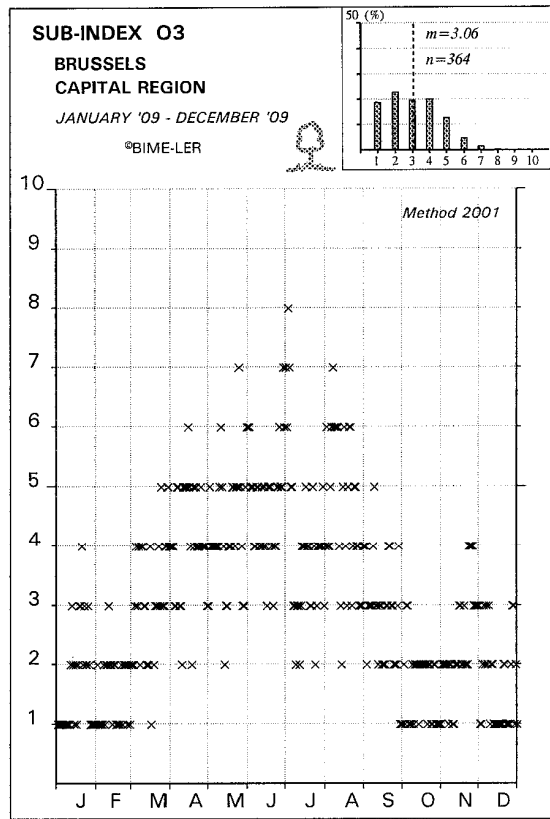 SUB-INDEX O3
BRUSSELS
CAPITAL REGION
JANUARY '09 - DECEMBER '09
©BIME-LER
50 (%)
m=3.06
n=364
1 2 3 4 5 6 7 8 9 10
Method 2001
10
9
8
7
6
5
4
3
2
1
J F M A M J J A S O N D